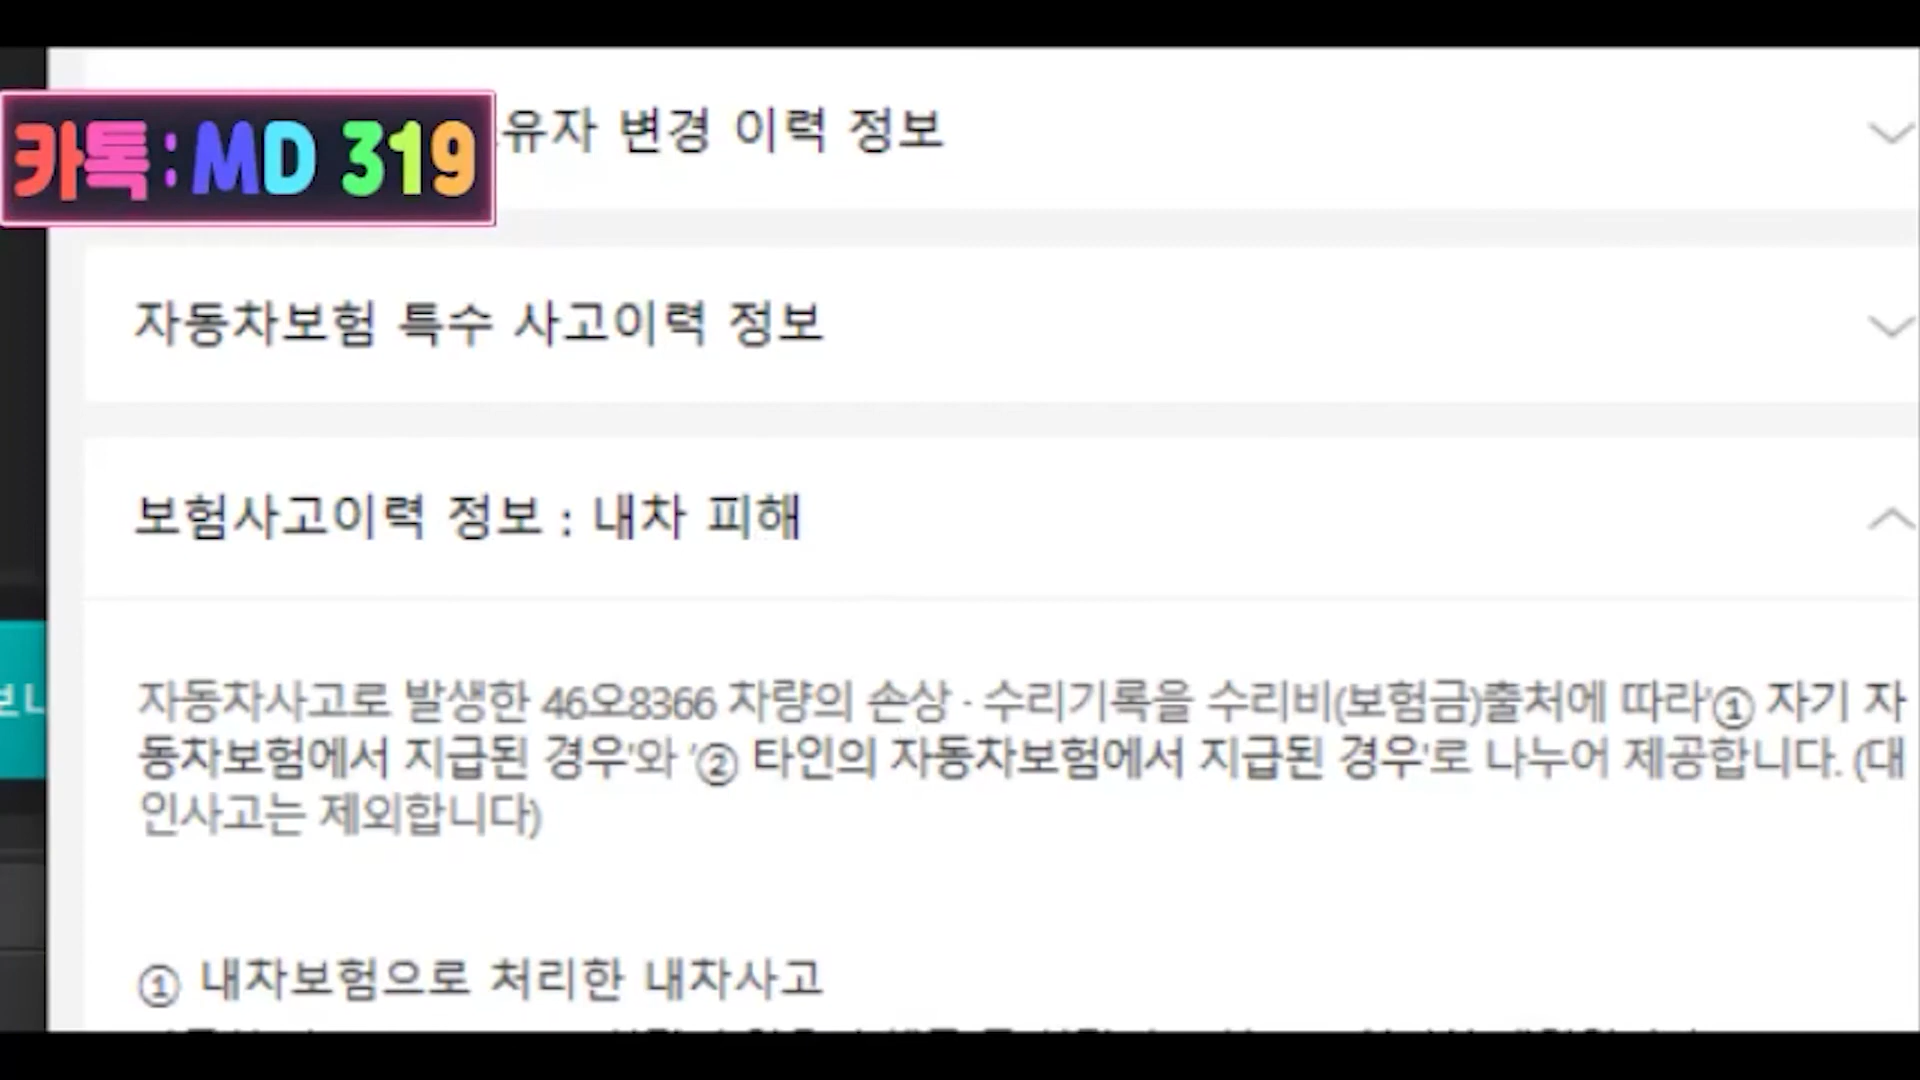 카톡:MD 319
유자 변경 이력 정보
자동차보험 특수 사고이력 정보
보험사고이력 정보 : 내차 피해
자동차사고로 발생한 46오8366 차량의 손상 · 수리기록을 수리비(보험금)출처에 따라'① 자기 자
동차보험에서 지급된 경우'와 '② 타인의 자동차보험에서 지급된 경우'로 나누어 제공합니다. (대
인사고는 제외합니다)
① 내차보험으로 처리한 내차사고